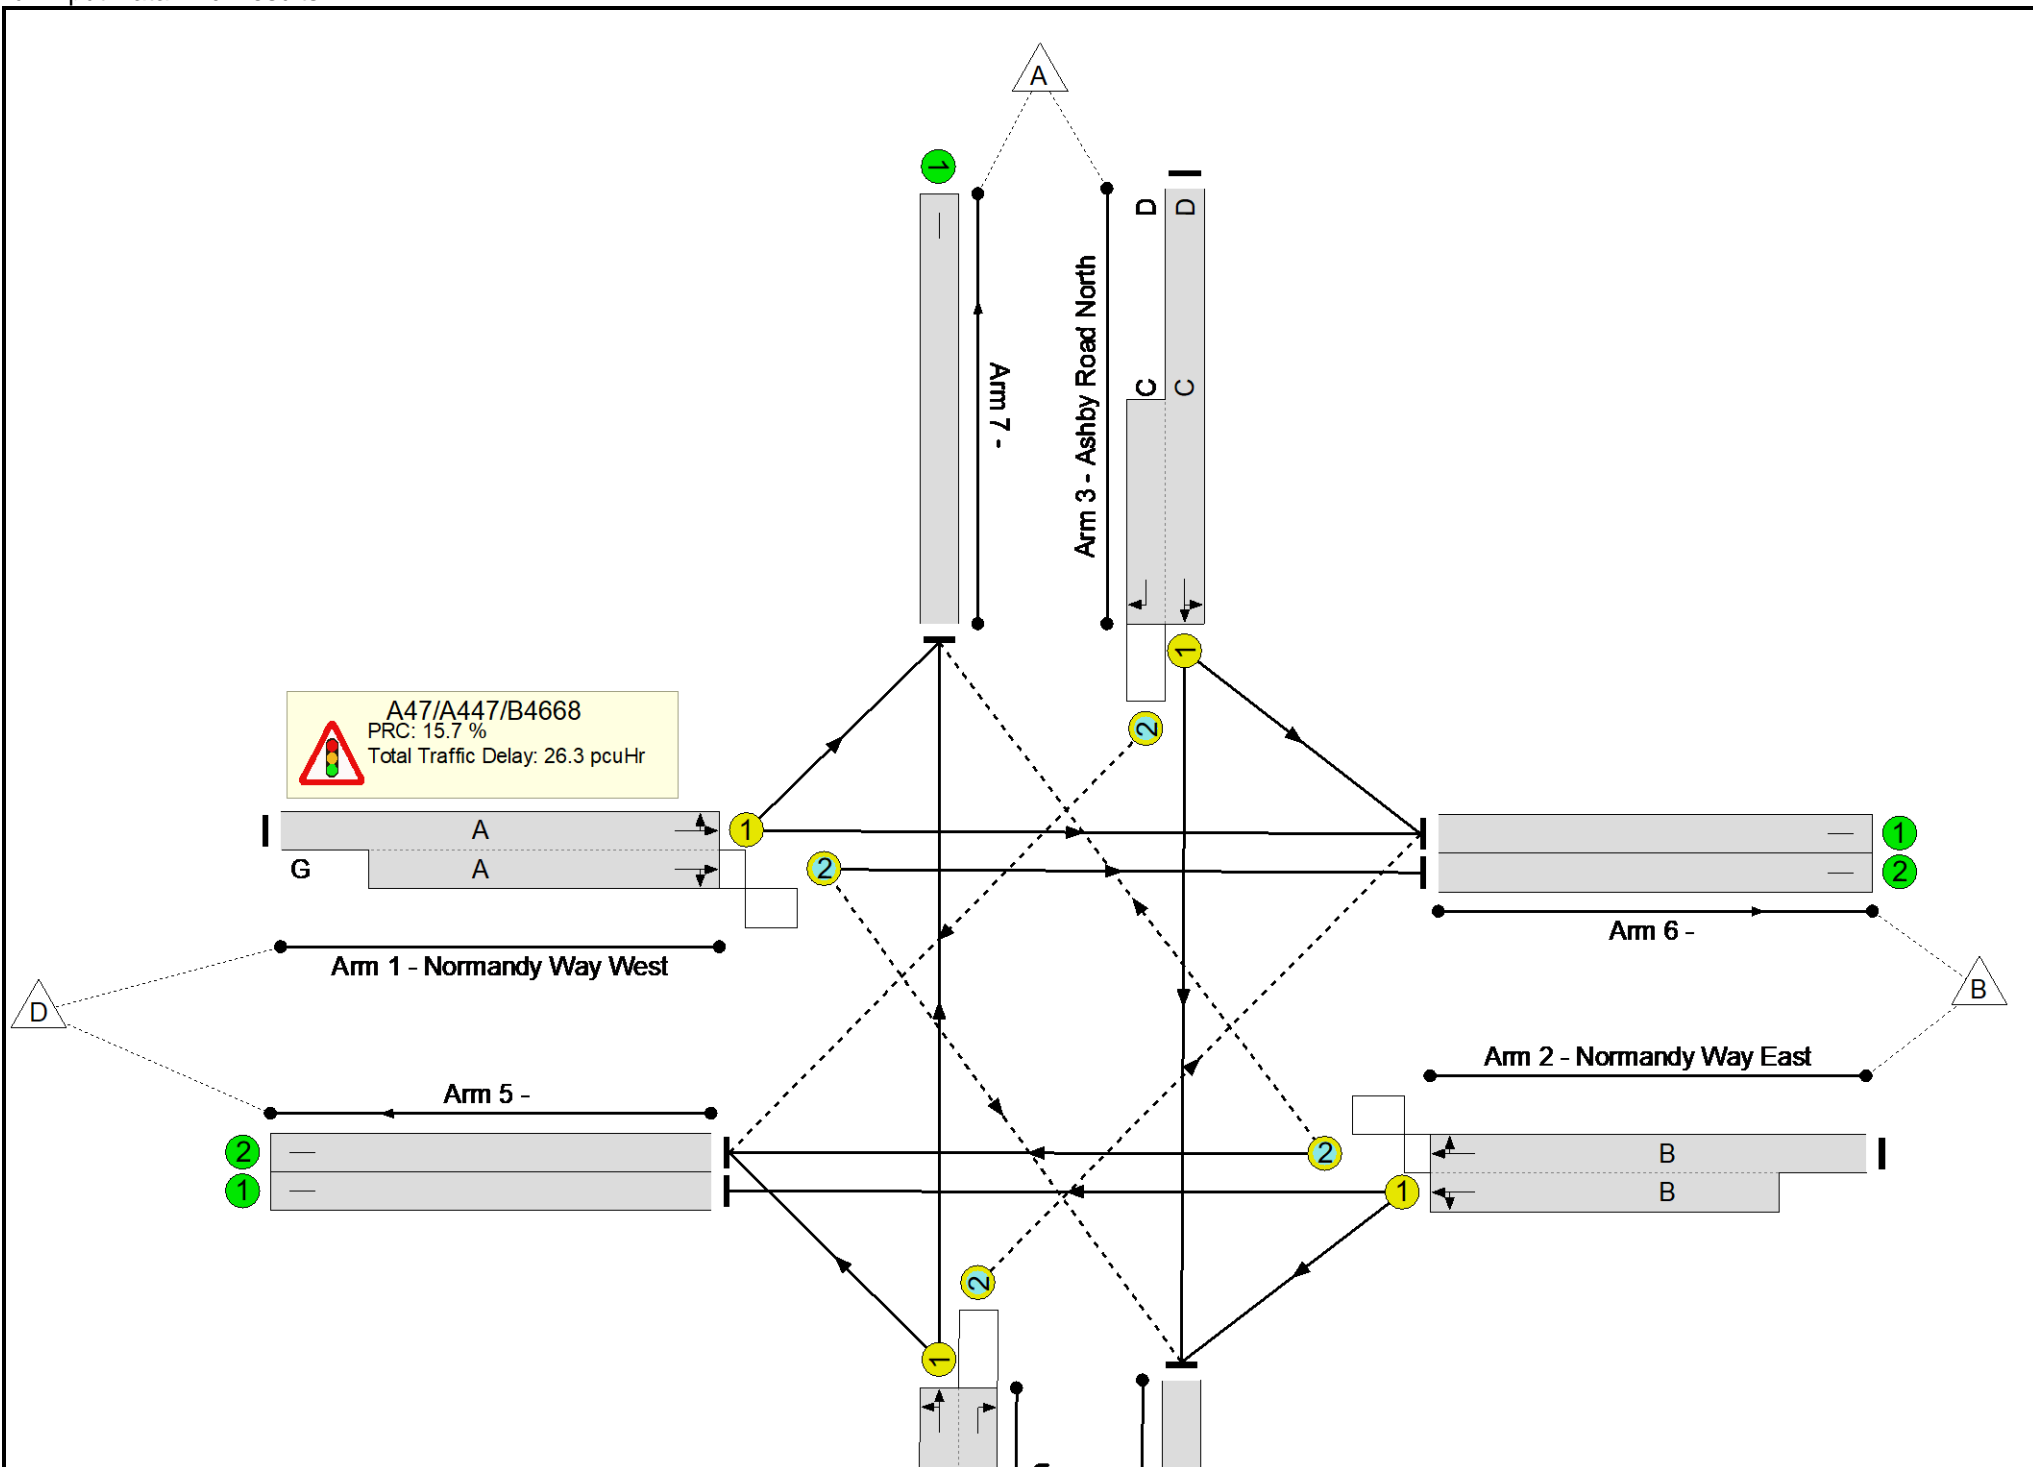 A
1
D
D
Arm 7 -
Arm 3 - Ashby Road North
C
C
1
2
A47/A447/B4668
PRC: 15.7 %
Total Traffic Delay: 26.3 pcuHr
A
1
1
G
A
2
2
Arm 6 -
Arm 1 - Normandy Way West
D
B
Arm 2 - Normandy Way East
Arm 5 -
2
2
B
1
1
B
2
1